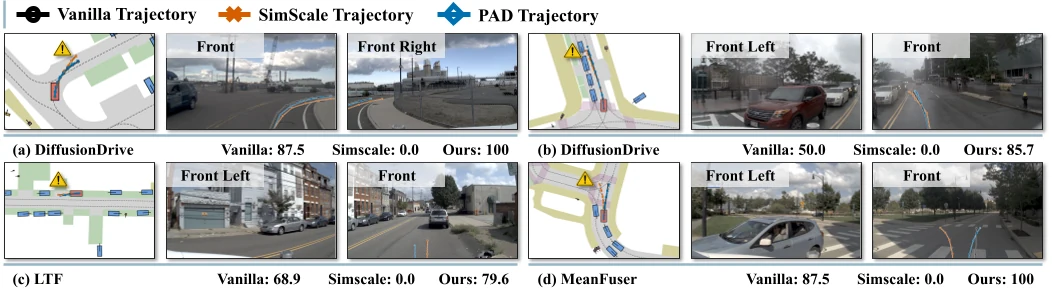 Vanilla Trajectory SimScale Trajectory PAD Trajectory
Front Front Right Front Left Front
(a) DiffusionDrive Vanilla: 87.5 Simscale: 0.0 Ours: 100 (b) DiffusionDrive Vanilla: 50.0 Simscale: 0.0 Ours: 85.7
Front Left Front Front Left Front
(c) LTF Vanilla: 68.9 Simscale: 0.0 Ours: 79.6 (d) MeanFuser Vanilla: 87.5 Simscale: 0.0 Ours: 100